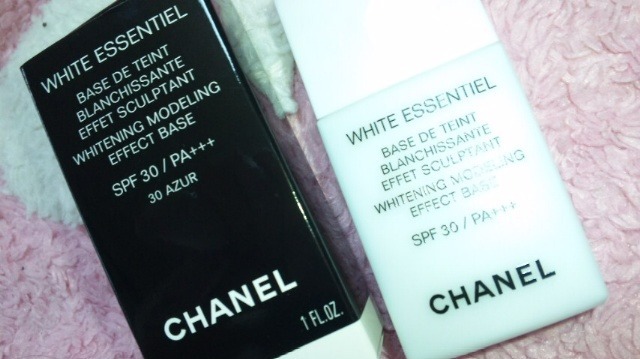 WHITE ESSENTIEL
BASE DE TEINT
BLANCHISSANTE
EFFET SCULPTANT
WHITENING MODELING
EFFECT BASE
SPF 30 / PA+++
30 AZUR
CHANEL
1 FL.OZ.
WHITE ESSENTIEL
BASE DE TEINT
BLANCHISSANTE
EFFET SCULPTANT
WHITENING MODELING
EFFECT BASE
SPF 30 / PA+++
CHANEL